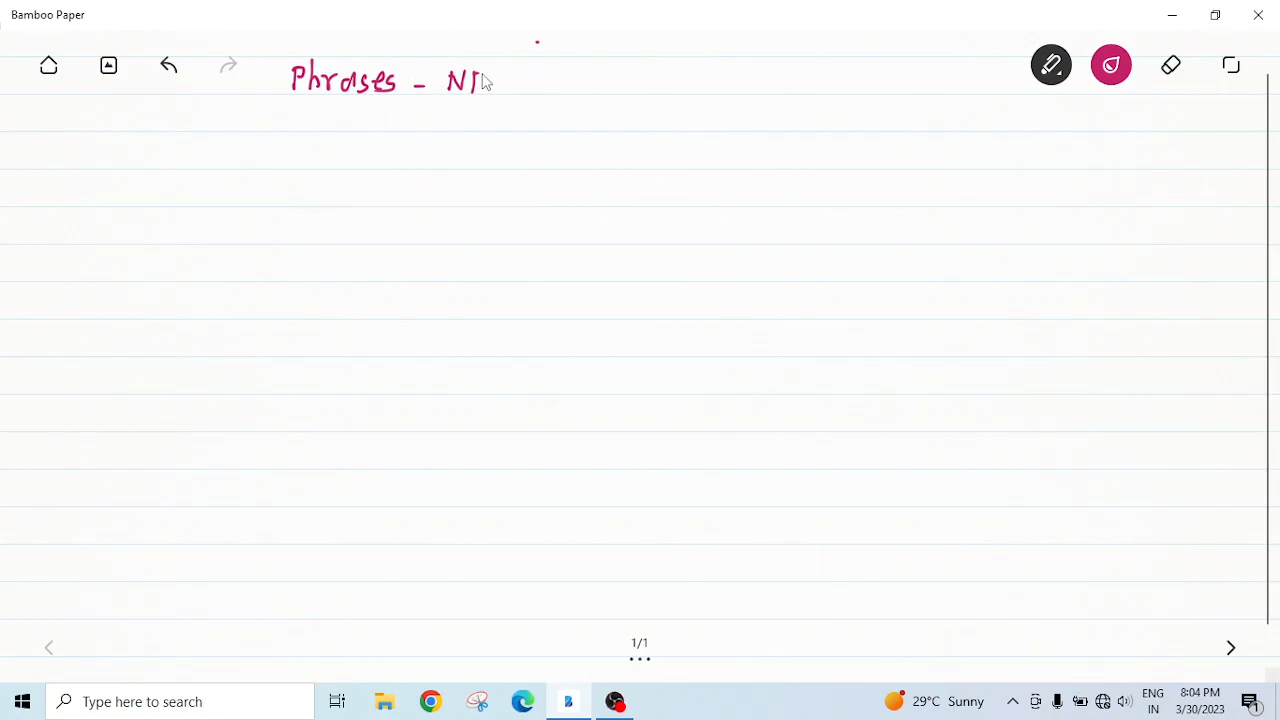 Bamboo Paper
Phrases - N
1/1
Type here to search
29°C Sunny
ENG
IN
8:04 PM
3/30/2023
1